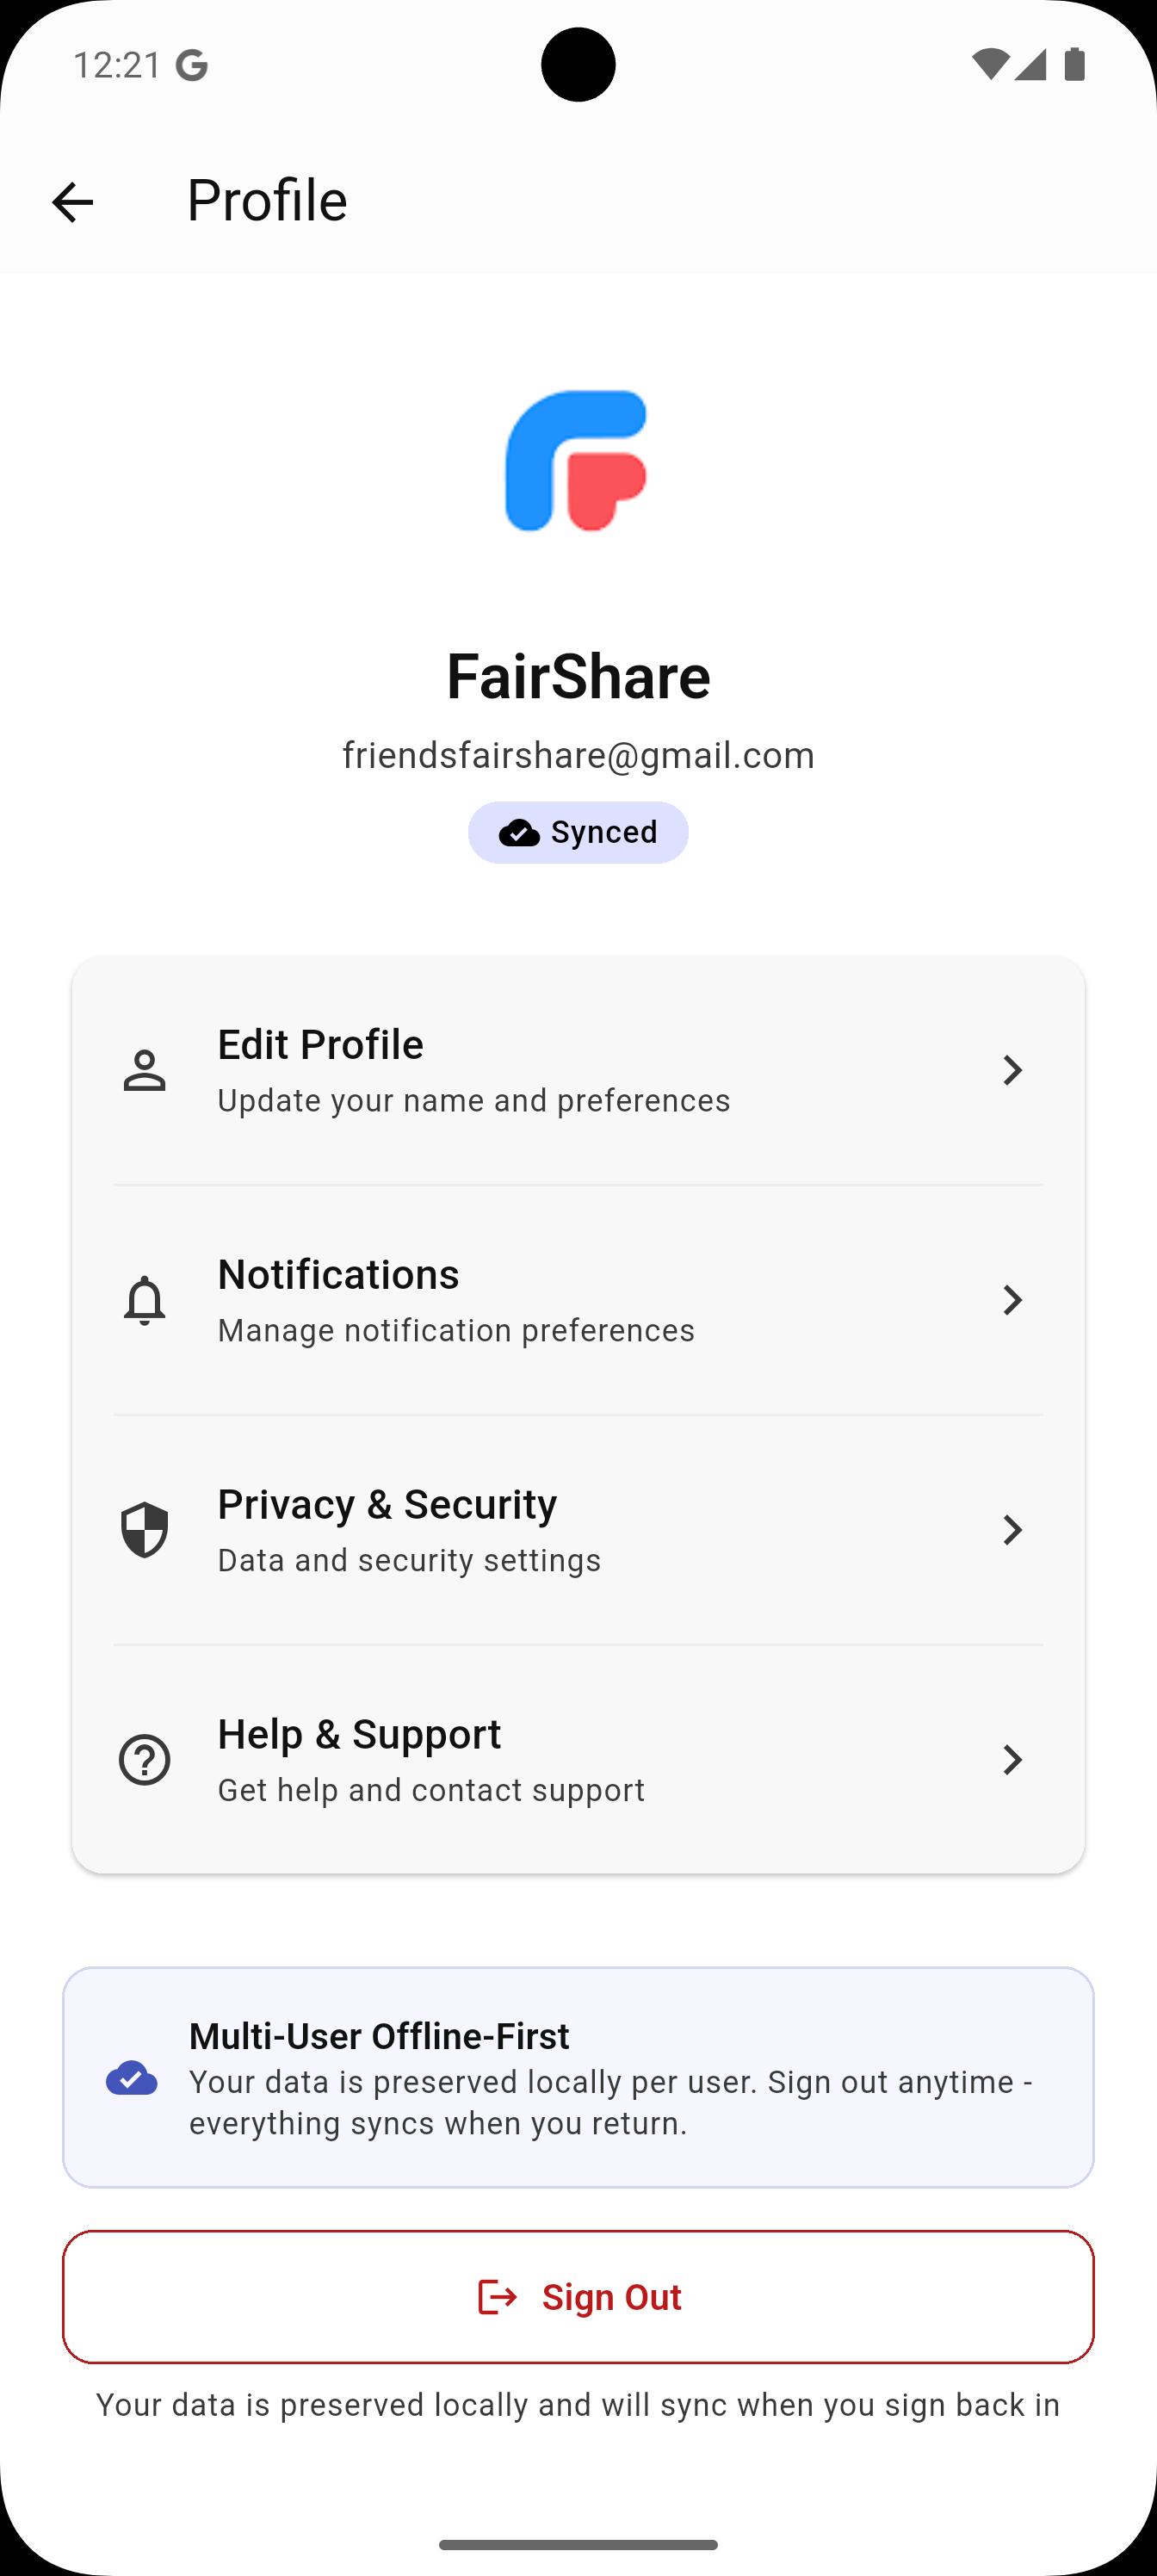 12:21
Profile
FairShare
friendsfairshare@gmail.com
Synced
Edit Profile
Update your name and preferences
Notifications
Manage notification preferences
Privacy & Security
Data and security settings
Help & Support
Get help and contact support
Multi-User Offline-First
Your data is preserved locally per user. Sign out anytime -
everything syncs when you return.
Sign Out
Your data is preserved locally and will sync when you sign back in